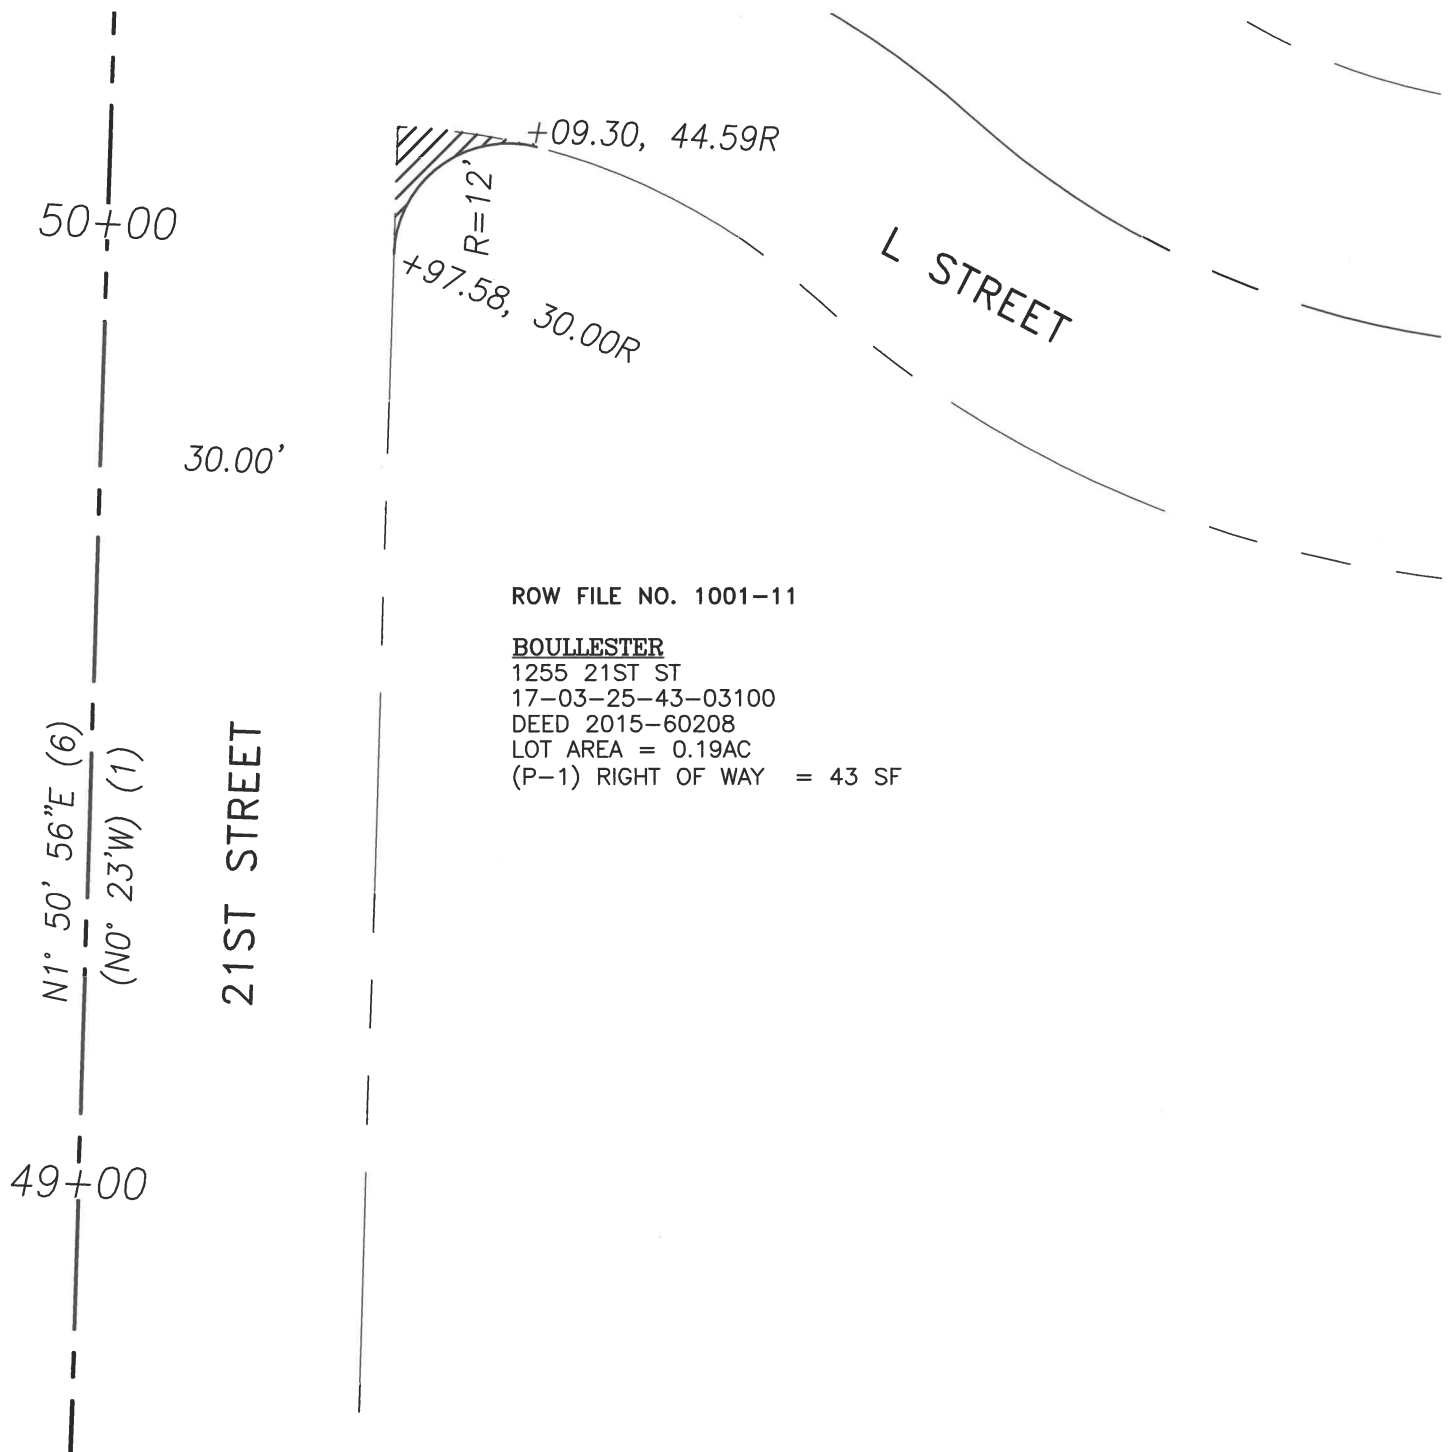 +09.30, 44.59R
50+00
R=12'
+97.58, 30.00R
L STREET
30.00'
ROW FILE NO. 1001-11
BOULLESTER
1255 21ST ST
17-03-25-43-03100
DEED 2015-60208
LOT AREA = 0.19AC
(P-1) RIGHT OF WAY = 43 SF
N1° 50' 56"E (6)
(N0° 23'W) (1)
21ST STREET
49+00